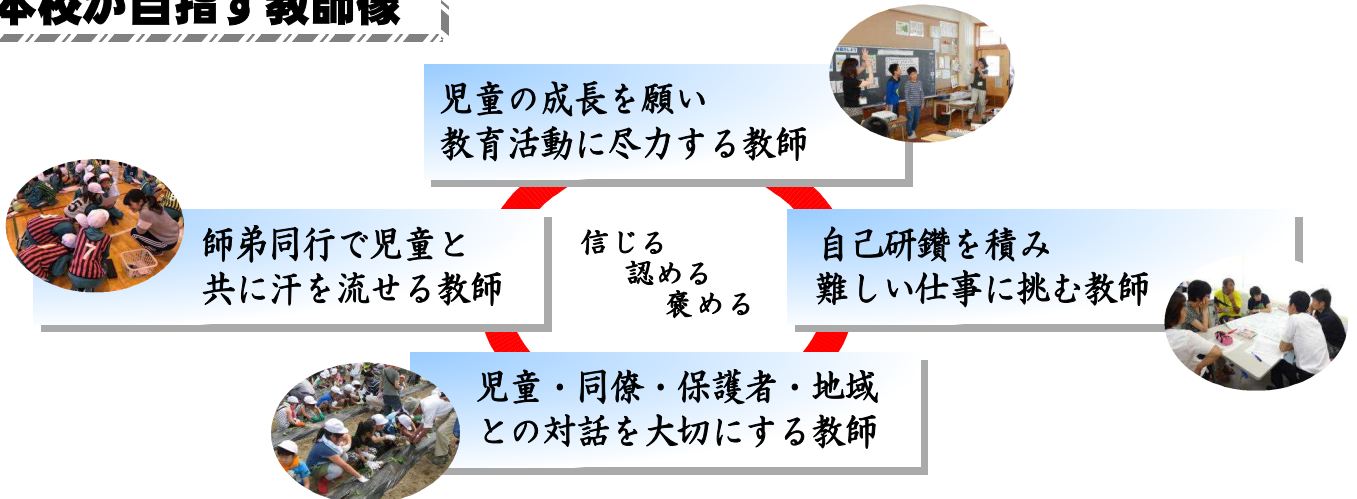 本校が目指す教師像
児童の成長を願い
教育活動に尽力する教師
師弟同行で児童と
共に汗を流せる教師
信じる
認める
褒める
自己研鑽を積み
難しい仕事に挑む教師
児童・同僚・保護者・地域
との対話を大切にする教師